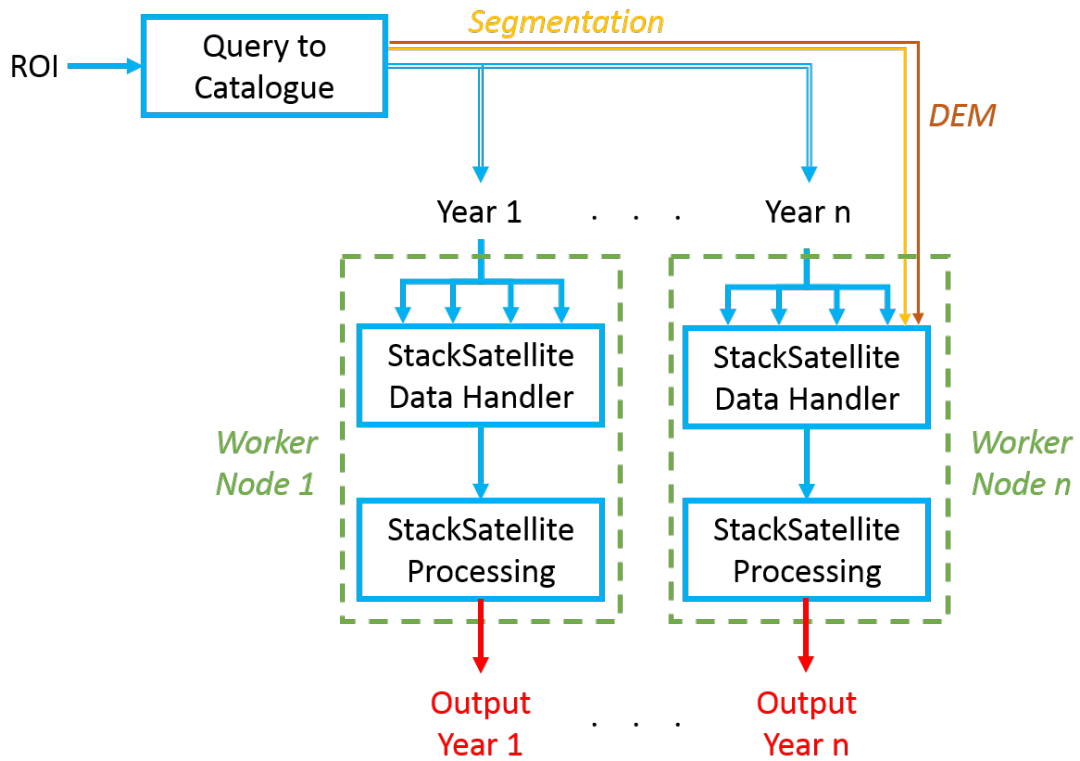 Segmentation
ROI
Query to
Catalogue
DEM
Year 1
. . .
Year n
StackSatellite
Data Handler
StackSatellite
Data Handler
Worker
Node 1
Worker
Node n
StackSatellite
Processing
StackSatellite
Processing
Output
Year 1
. . .
Output
Year n